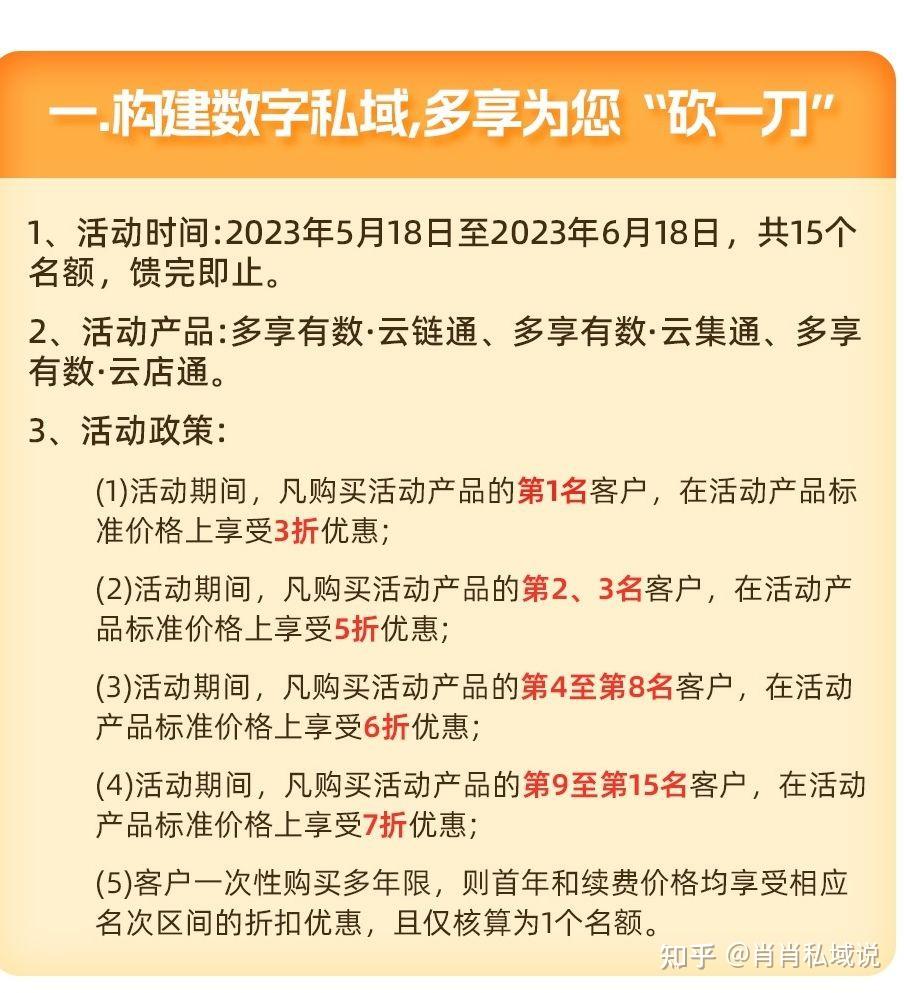 一.构建数字私域,多享为您“砍一刀”
1、活动时间:2023年5月18日至2023年6月18日，共15个
名额，馈完即止。
2、活动产品:多享有数·云链通、多享有数·云集通、多享
有数·云店通。
3、活动政策:
(1)活动期间，凡购买活动产品的第1名客户，在活动产品标
准价格上享受3折优惠;
(2)活动期间，凡购买活动产品的第2、3名客户，在活动产
品标准价格上享受5折优惠;
(3)活动期间，凡购买活动产品的第4至第8名客户，在活动
产品标准价格上享受6折优惠;
(4)活动期间，凡购买活动产品的第9至第15名客户，在活动
产品标准价格上享受7折优惠;
(5)客户一次性购买多年限，则首年和续费价格均享受相应
名次区间的折扣优惠，且仅核算为1个名额。
知乎 @肖肖私域说